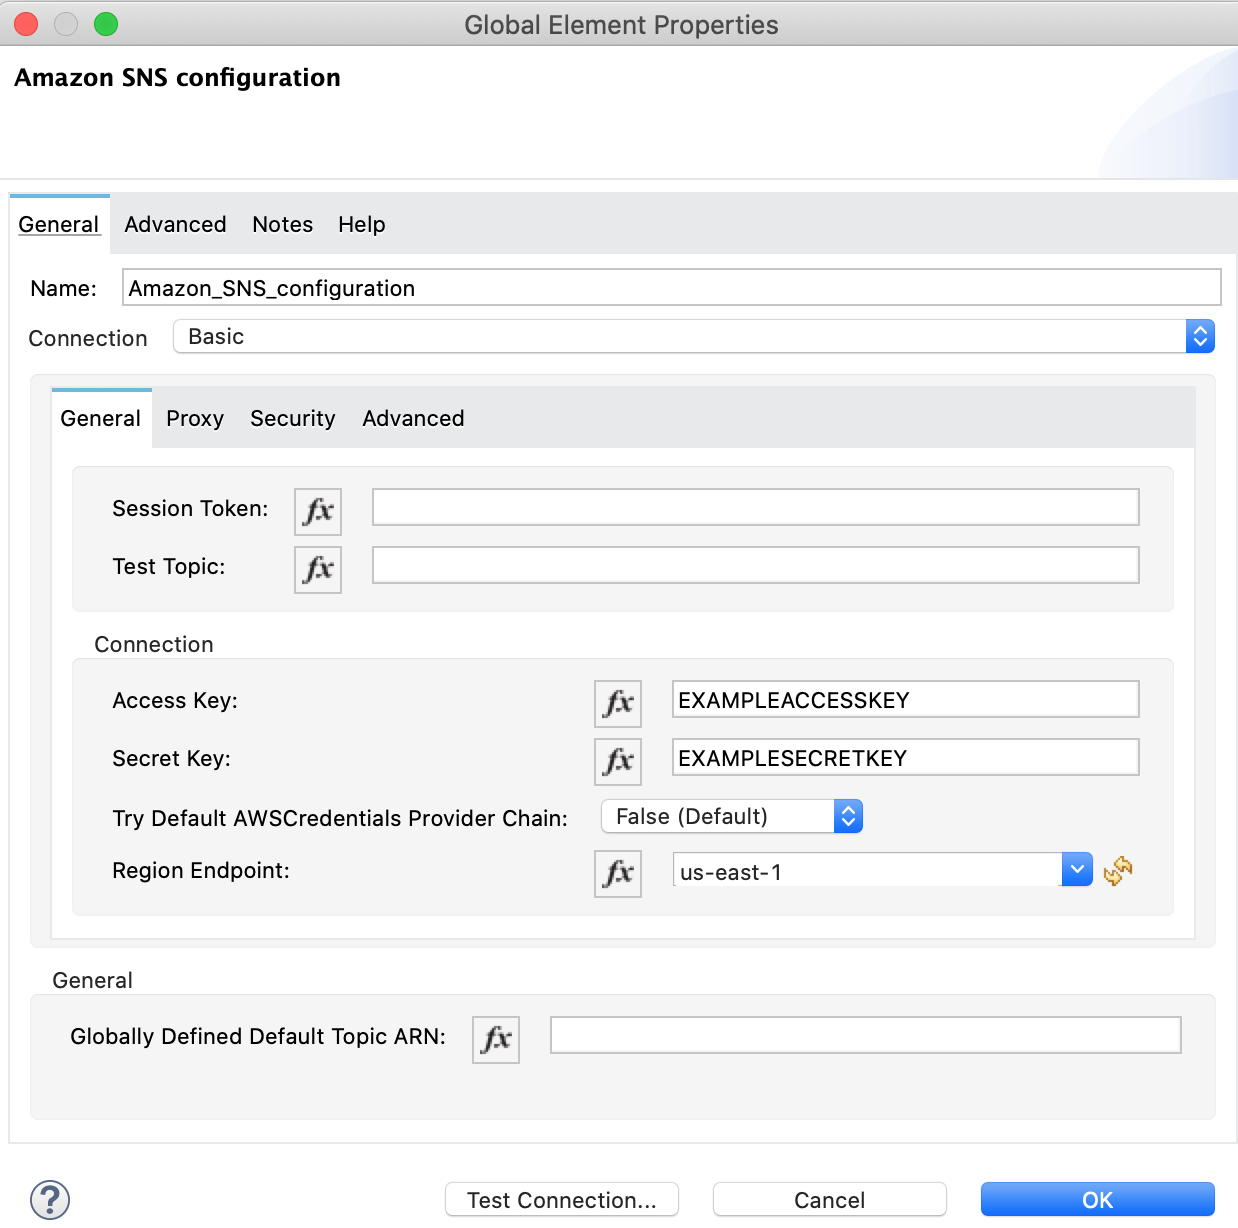 Global Element Properties
Amazon SNS configuration
General Advanced Notes Help
Name: Amazon_SNS_configuration
Connection Basic
General Proxy Security Advanced
Session Token: fx
Test Topic: fx
Connection
Access Key: fx EXAMPLEACCESSKEY
Secret Key: fx EXAMPLESECRETKEY
Try Default AWSCredentials Provider Chain: False (Default)
Region Endpoint: fx us-east-1
General
Globally Defined Default Topic ARN: fx
? Test Connection... Cancel OK